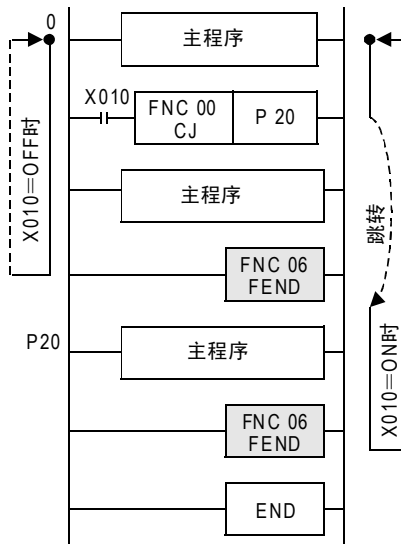 0
主程序
X010
FNC 00
CJ
P 20
主程序
FNC 06
FEND
P20
主程序
FNC 06
FEND
END
X010=OFF时
跳转
X010=ON时